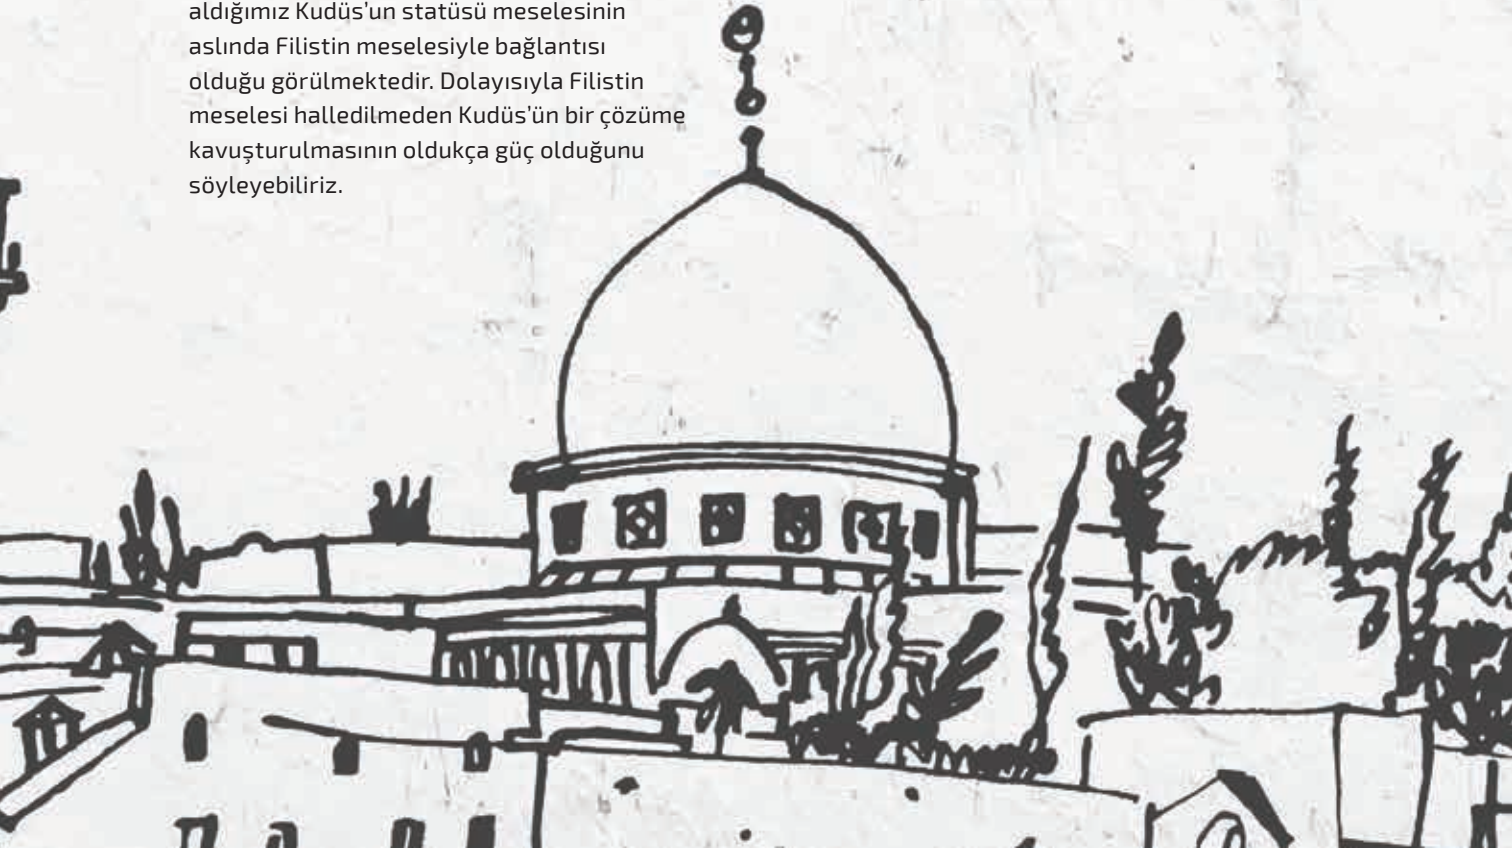 aldığımız Kudüs’un statüsü meselesinin
aslında Filistin meselesiyle bağlantısı
olduğu görülmektedir. Dolayısıyla Filistin
meselesi halledilmeden Kudüs’ün bir çözüme
kavuşturulmasının oldukça güç olduğunu
söyleyebiliriz.